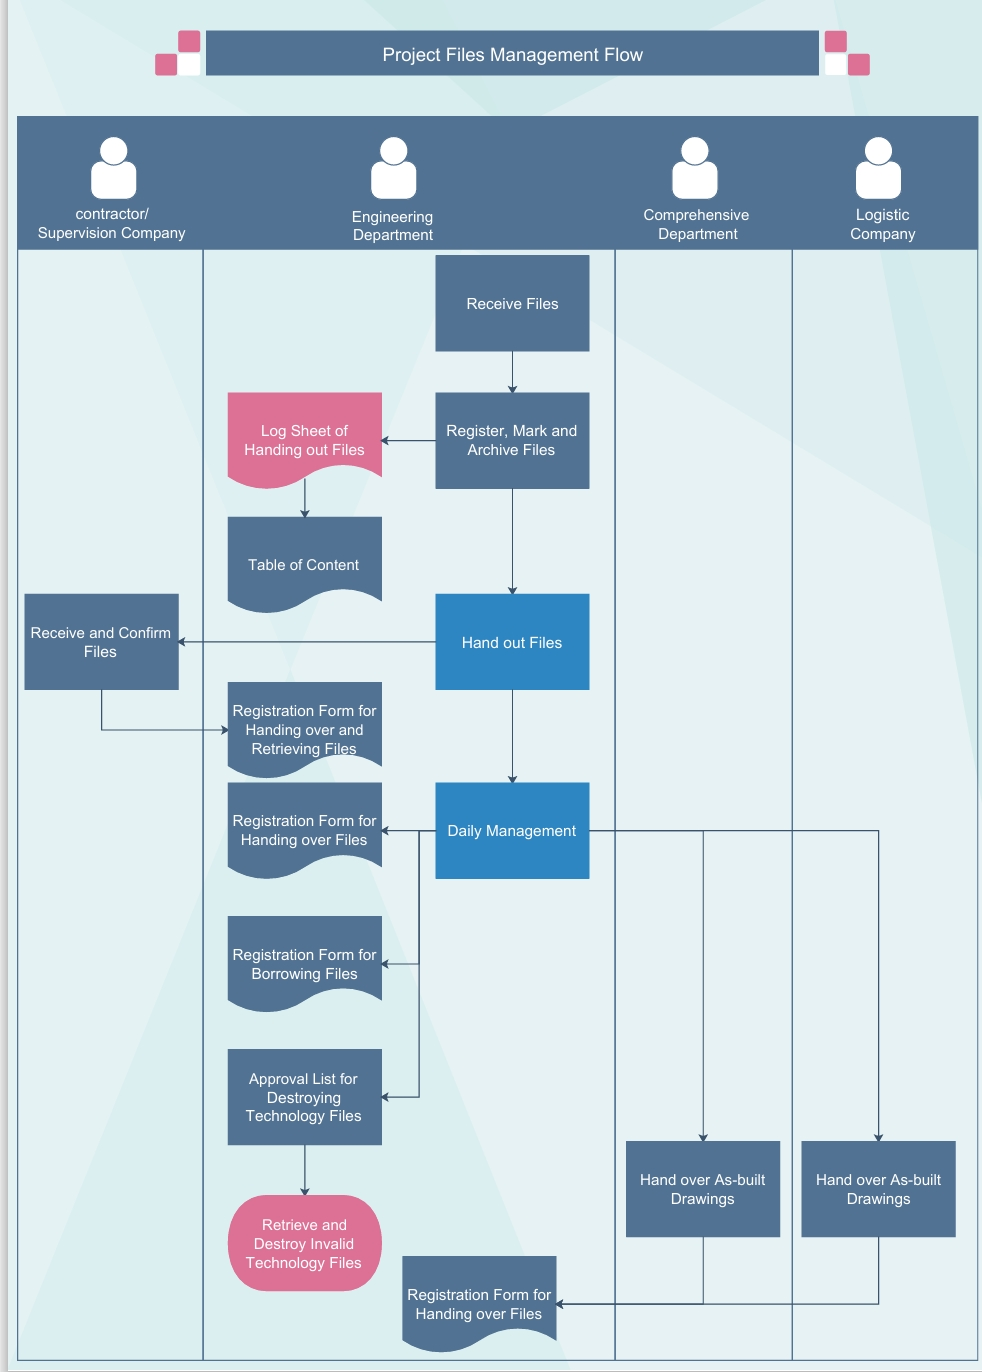 Project Files Management Flow
contractor/
Supervision Company
Engineering
Department
Comprehensive
Department
Logistic
Company
Receive Files
Log Sheet of
Handing out Files
Register, Mark and
Archive Files
Table of Content
Receive and Confirm
Files
Hand out Files
Registration Form for
Handing over and
Retrieving Files
Registration Form for
Handing over Files
Daily Management
Registration Form for
Borrowing Files
Approval List for
Destroying
Technology Files
Hand over As-built
Drawings
Hand over As-built
Drawings
Retrieve and
Destroy Invalid
Technology Files
Registration Form for
Handing over Files